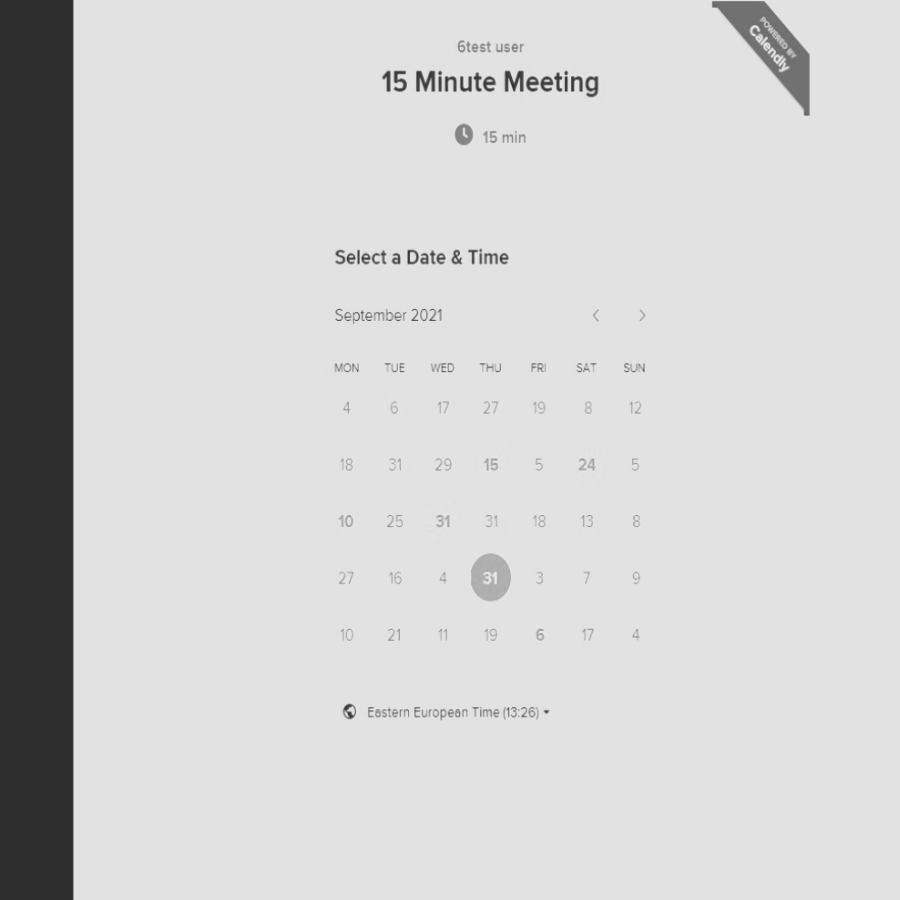 POWERED BY
Calendly
6test user
15 Minute Meeting
15 min
Select a Date & Time
September 2021
MON TUE WED THU FRI SAT SUN
4 6 17 27 19 8 12
18 31 29 15 5 24 5
10 25 31 31 18 13 8
27 16 4 31 3 7 9
10 21 11 19 6 17 4
Eastern European Time (13:26)